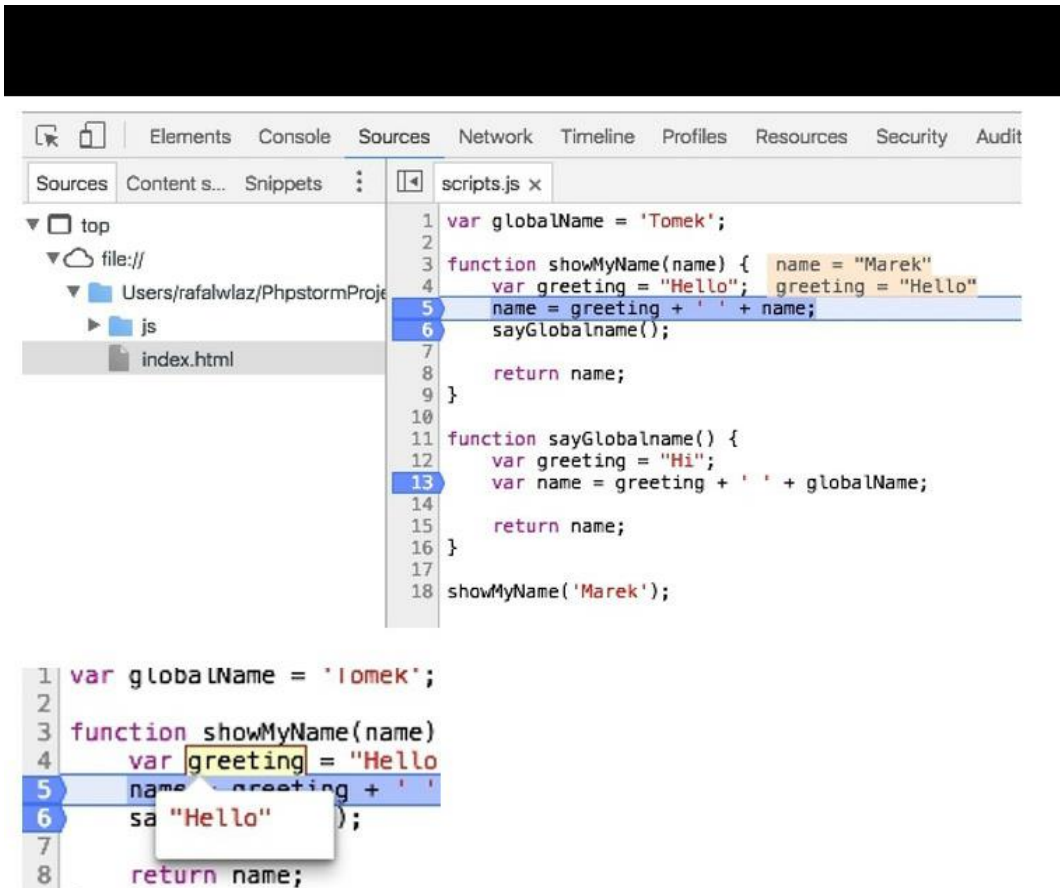 Elements Console Sources Network Timeline Profiles Resources Security Audit
Sources Content s... Snippets
scripts.js ×
top
file://
Users/rafalwlaz/PhpstormProje
js
index.html
1 var globalName = 'Tomek';
2
3 function showMyName(name) { name = "Marek"
4 var greeting = "Hello"; greeting = "Hello"
5 name = greeting + ' ' + name;
6 sayGlobalname();
7
8 return name;
9 }
10
11 function sayGlobalname() {
12 var greeting = "Hi";
13 var name = greeting + ' ' + globalName;
14
15 return name;
16 }
17
18 showMyName('Marek');
1 var globalName = 'Tomek';
2
3 function showMyName(name)
4 var greeting = "Hello
5 name greeting + ' '
6 sa );
"Hello"
7
8 return name;